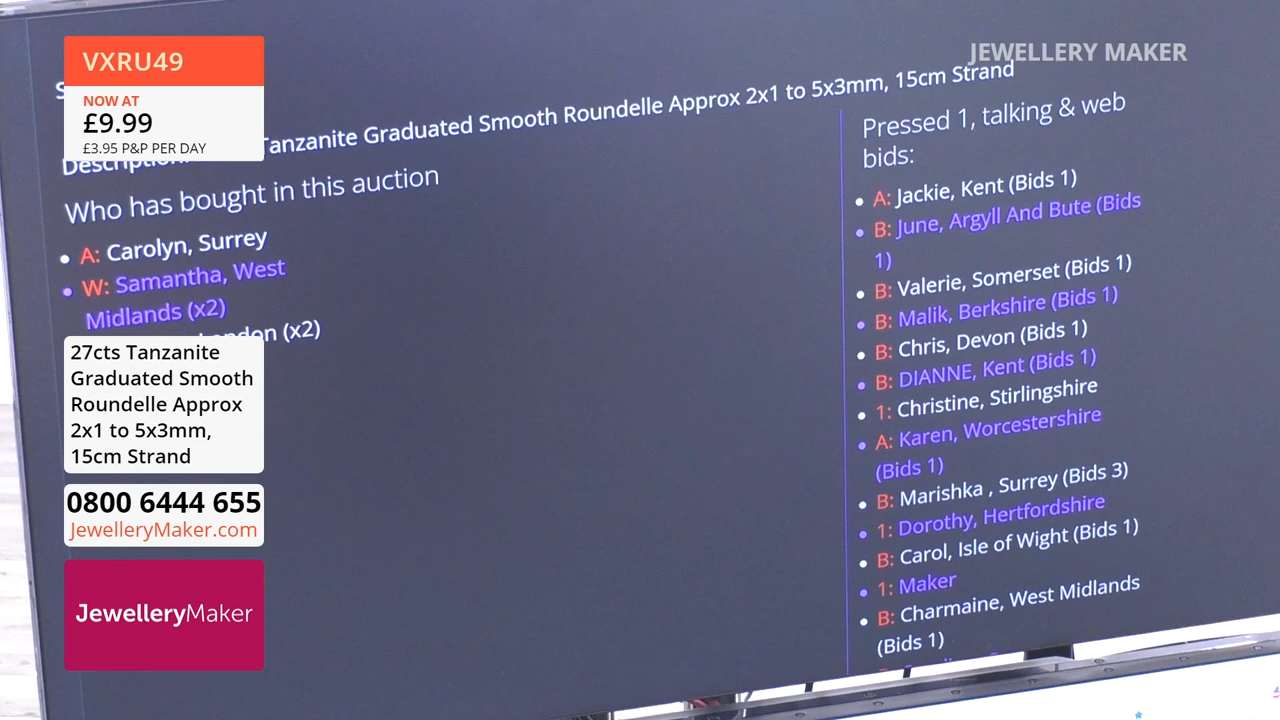 VXRU49
NOW AT
£9.99
£3.95 P&P PER DAY
JEWELLERY MAKER
Tanzanite Graduated Smooth Roundelle Approx 2x1 to 5x3mm, 15cm Strand
Who has bought in this auction
A: Carolyn, Surrey
W: Samantha, West
Midlands (x2)
(x2)
27cts Tanzanite
Graduated Smooth
Roundelle Approx
2x1 to 5x3mm,
15cm Strand
0800 6444 655
JewelleryMaker.com
JewelleryMaker
Pressed 1, talking & web
bids:
A: Jackie, Kent (Bids 1)
B: June, Argyll And Bute (Bids
1)
B: Valerie, Somerset (Bids 1)
B: Malik, Berkshire (Bids 1)
B: Chris, Devon (Bids 1)
B: DIANNE, Kent (Bids 1)
1: Christine, Stirlingshire
A: Karen, Worcestershire
(Bids 1)
B: Marishka , Surrey (Bids 3)
1: Dorothy, Hertfordshire
B: Carol, Isle of Wight (Bids 1)
1: Maker
B: Charmaine, West Midlands
(Bids 1)